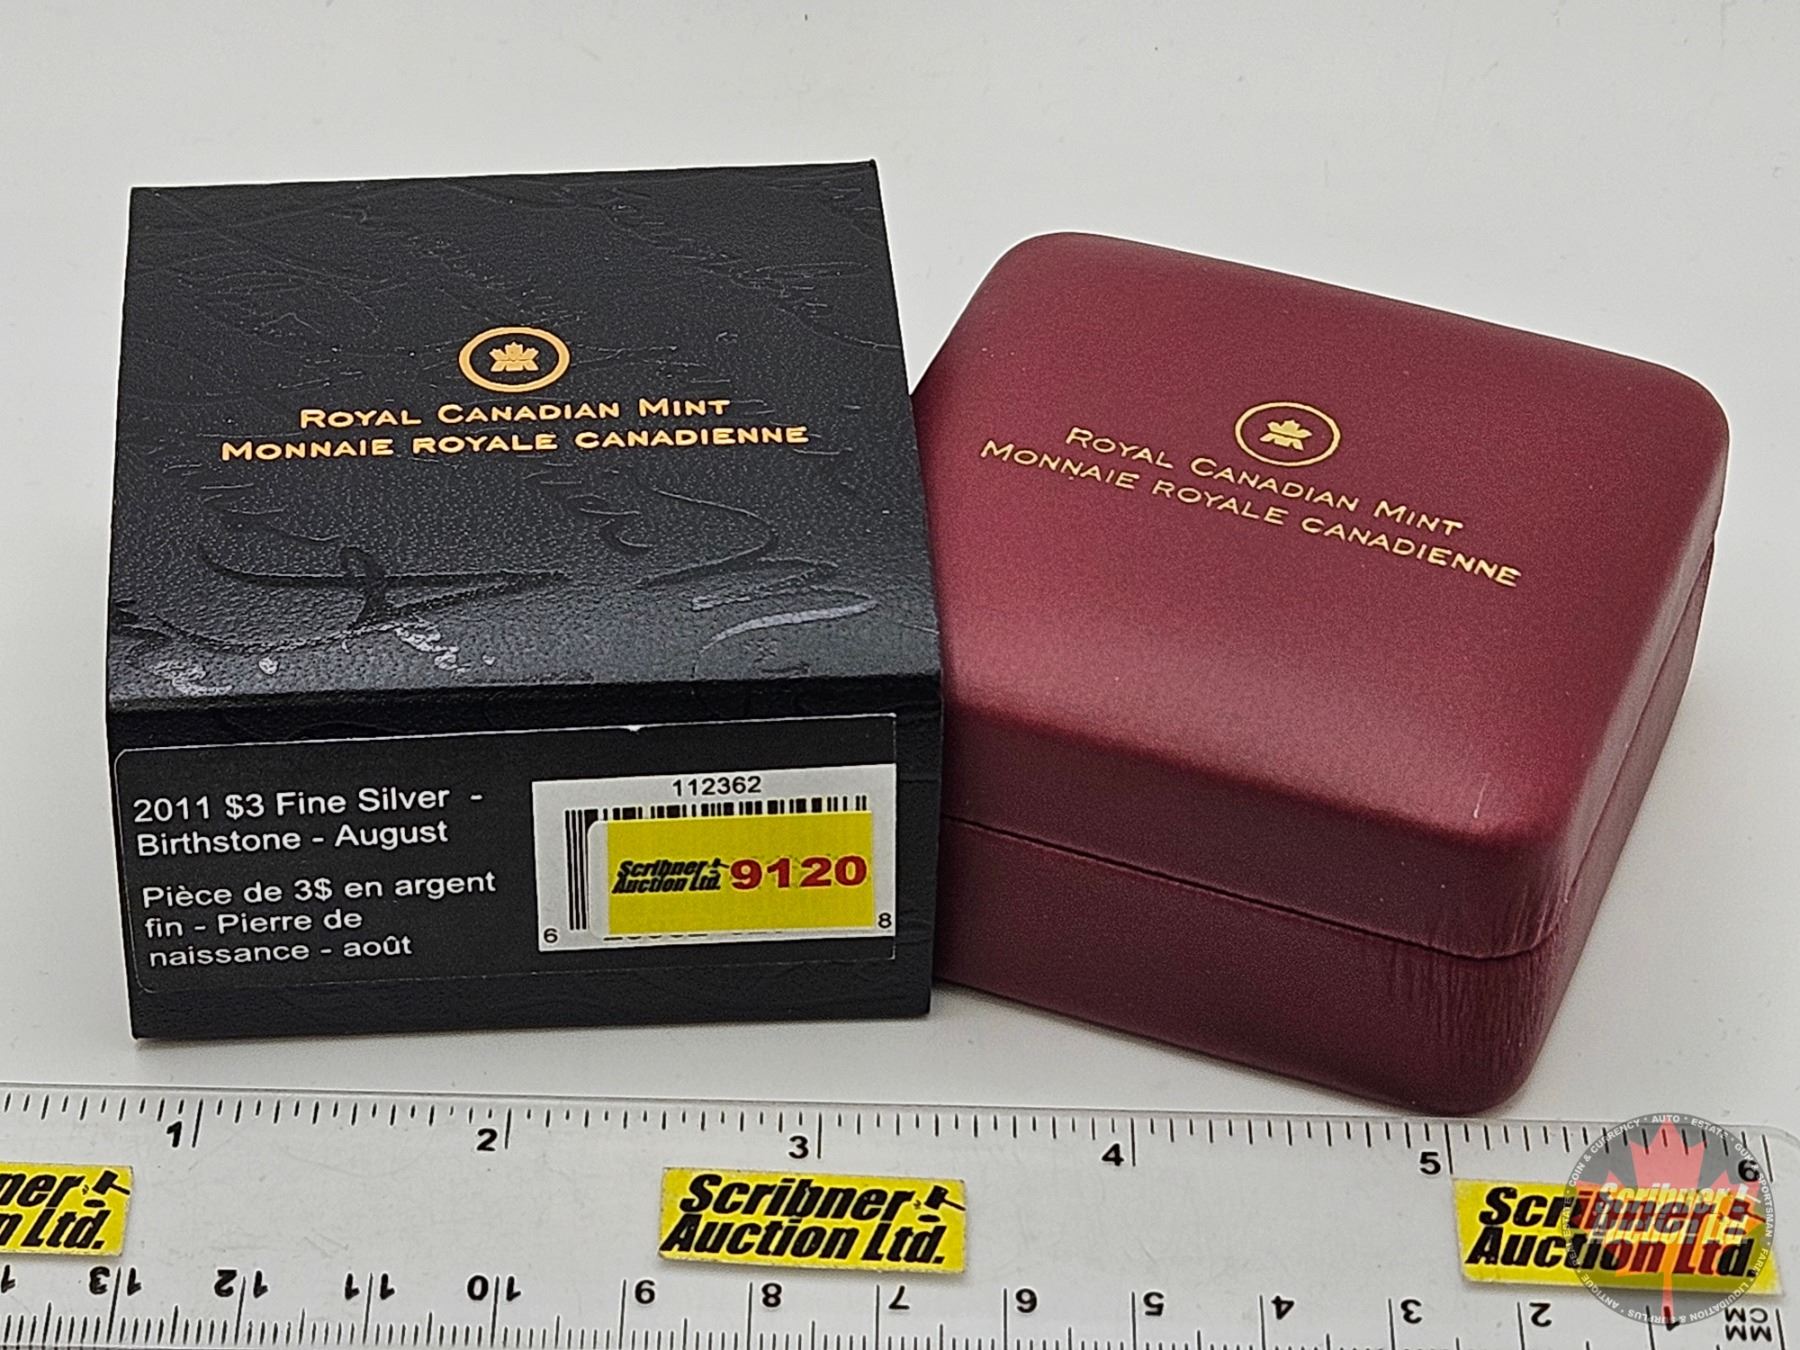 ROYAL CANADIAN MINT
MONNAIE ROYALE CANADIENNE
ROYAL CANADIAN MINT
MONNAIE ROYALE CANADIENNE
2011 $3 Fine Silver -
Birthstone - August
Pièce de 3$ en argent
fin - Pierre de
naissance - août
112362
Scribner
Auction Ltd. 9120
6 8
1 2 3 4 5 6
Scribner
Auction Ltd.
Scribner
Auction Ltd.
13 12 11 10 9 8 7 6 5 4 3 2 1
CM
MM